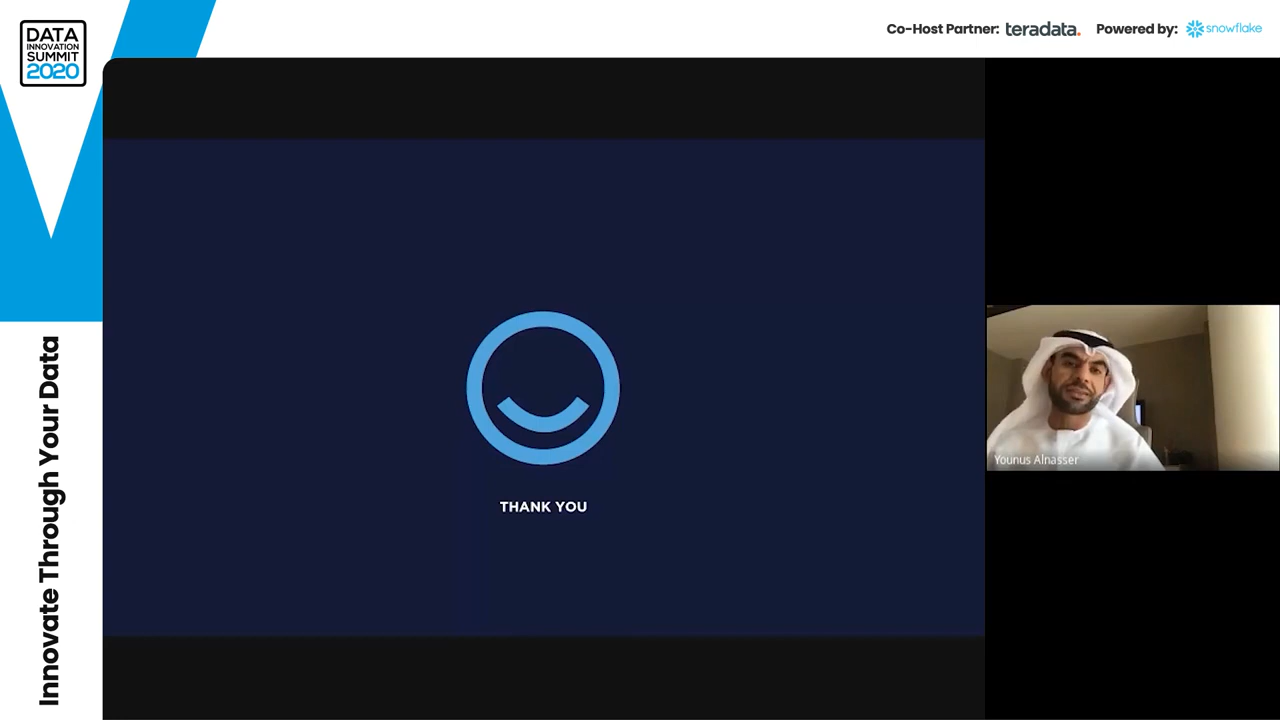 DATA
INNOVATION
SUMMIT
2020
Co-Host Partner: teradata. Powered by: snowflake
Innovate Through Your Data
THANK YOU
Younus Alnasser